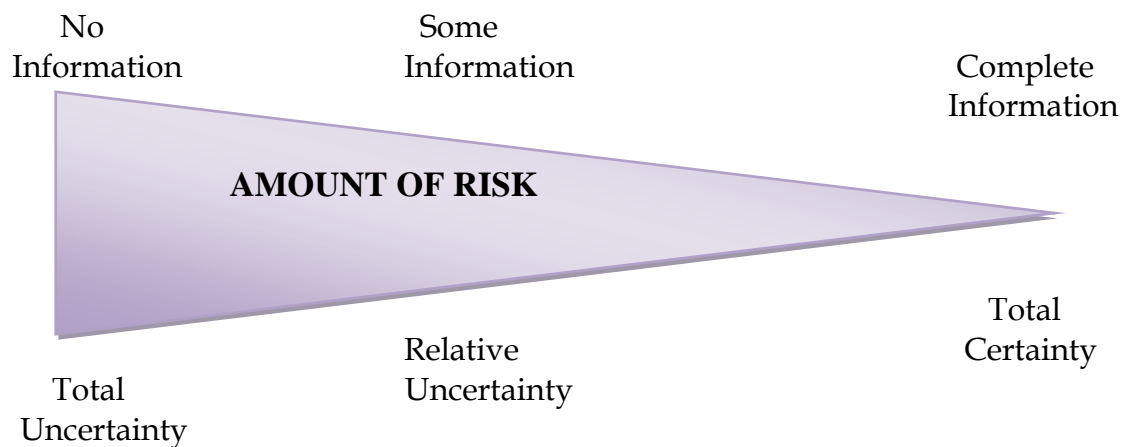 No
Information
Some
Information
Complete
Information
AMOUNT OF RISK
Total
Uncertainty
Relative
Uncertainty
Total
Certainty